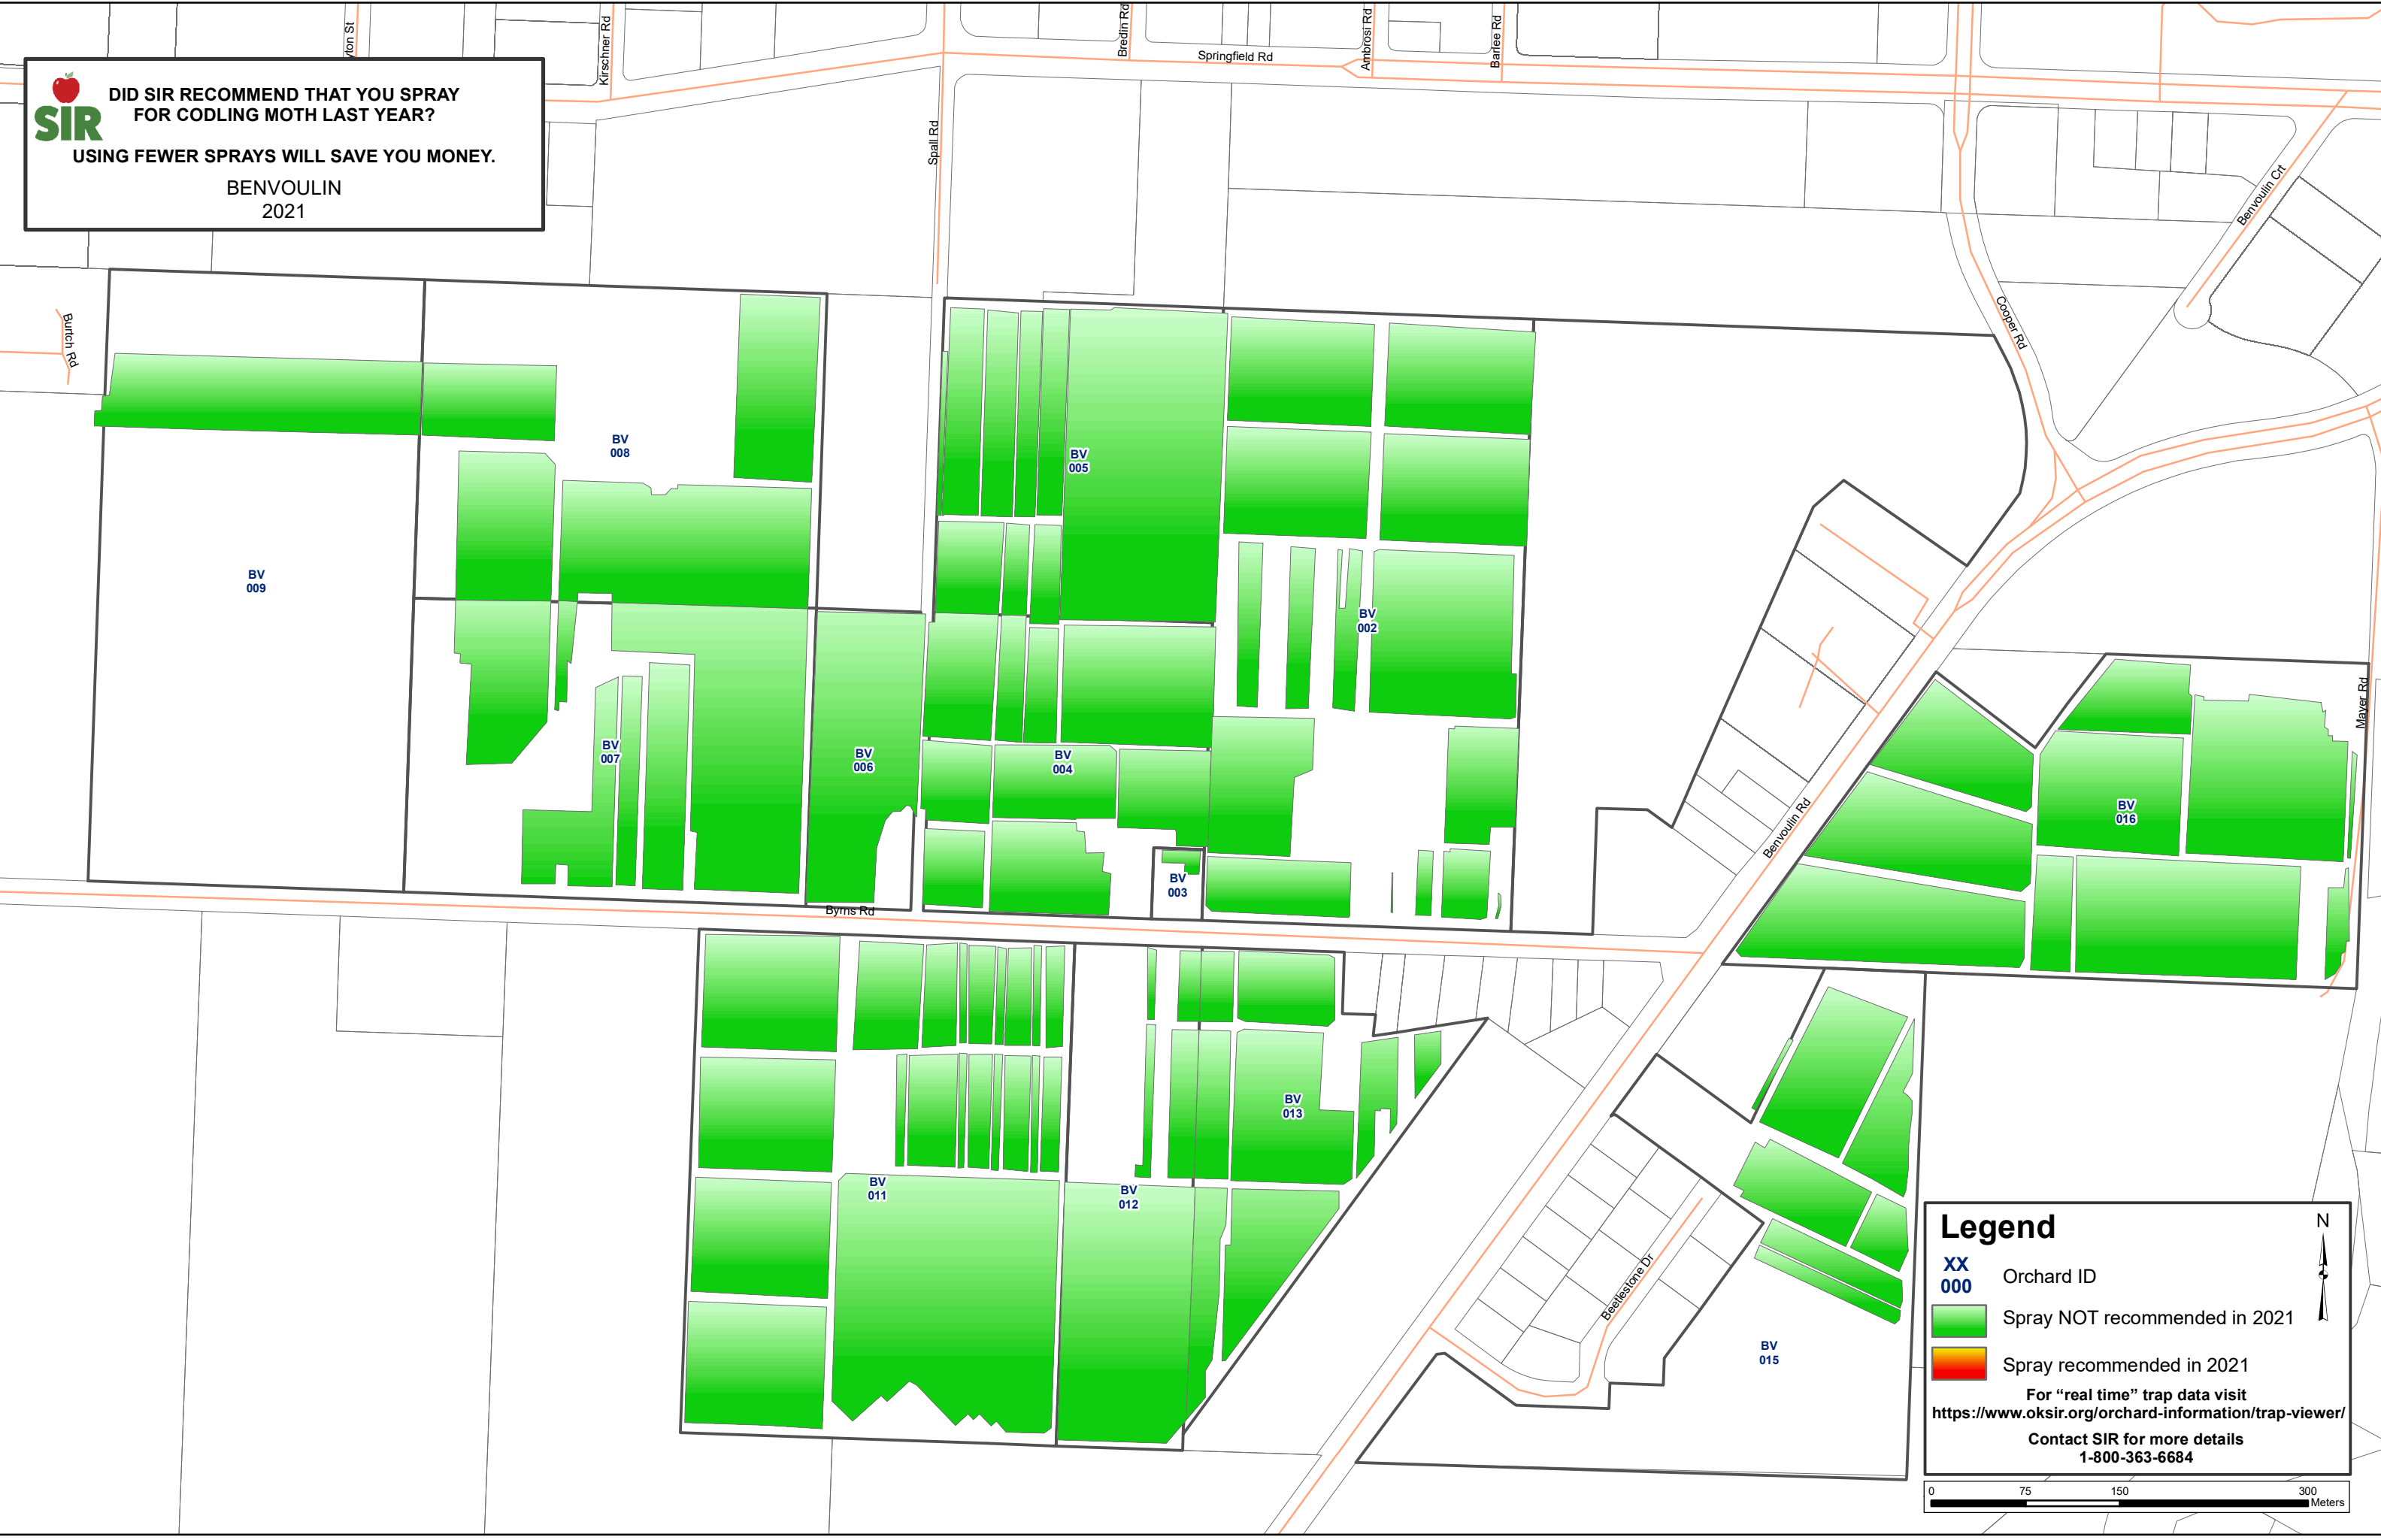 yton St
Kirschner Rd
Bredin Rd
Ambrosi Rd
Barlee Rd
Springfield Rd
SIR
DID SIR RECOMMEND THAT YOU SPRAY
FOR CODLING MOTH LAST YEAR?
USING FEWER SPRAYS WILL SAVE YOU MONEY.
BENVOULIN
2021
Spall Rd
Benvoulin Crt
Burtch Rd
Cooper Rd
BV
008
BV
005
BV
009
BV
002
BV
007
BV
006
BV
004
BV
003
Mayer Rd
BV
016
Benvoulin Rd
Byrns Rd
BV
013
BV
011
BV
012
Beetlestone Dr
BV
015
Legend
N
XX
000
Orchard ID
Spray NOT recommended in 2021
Spray recommended in 2021
For “real time” trap data visit
https://www.oksir.org/orchard-information/trap-viewer/
Contact SIR for more details
1-800-363-6684
0 75 150 300
Meters